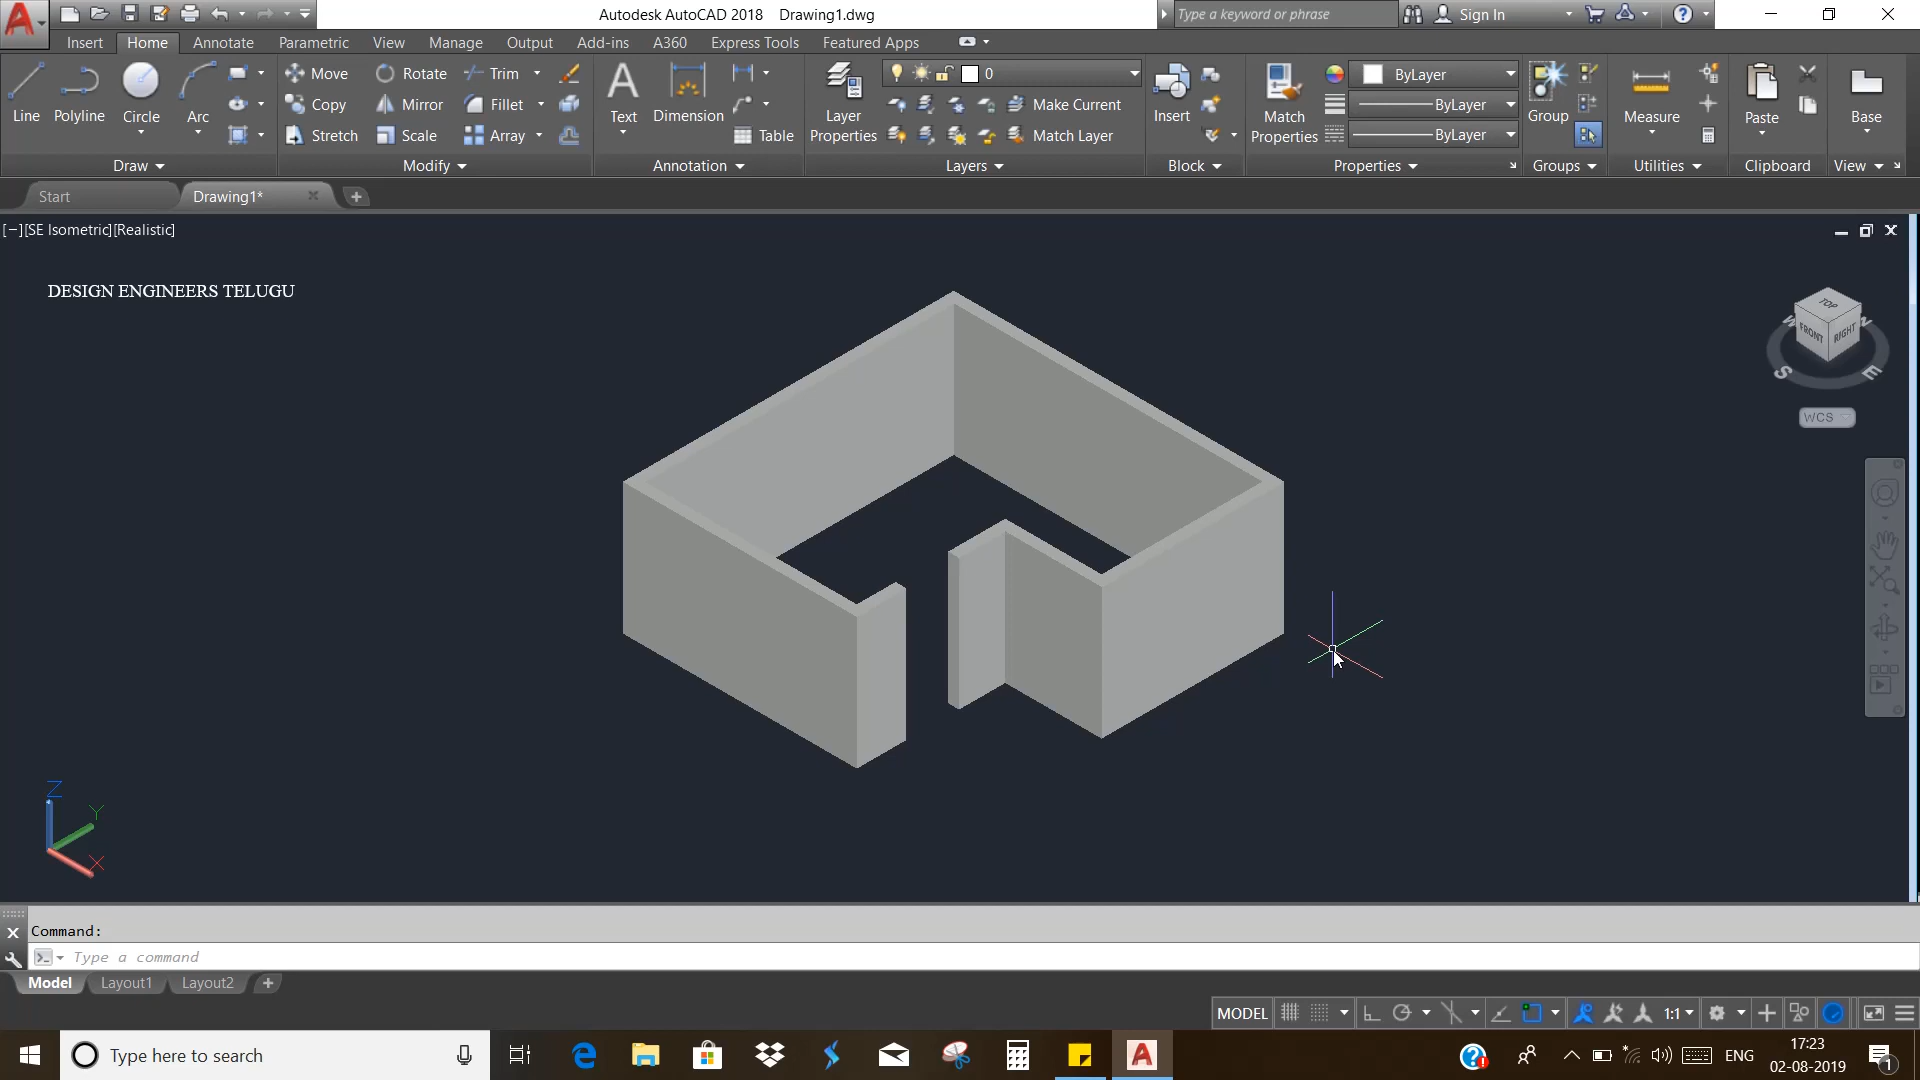 Autodesk AutoCAD 2018 Drawing1.dwg
Type a keyword or phrase
Sign In
Insert Home Annotate Parametric View Manage Output Add-ins A360 Express Tools Featured Apps
Line Polyline Circle Arc
Move Rotate Trim
Copy Mirror Fillet
Stretch Scale Array
Text Dimension
Table
Layer Properties
0
Make Current
Match Layer
Insert
Match Properties
ByLayer
ByLayer
ByLayer
Group
Measure
Paste
Base
Draw Modify Annotation Layers Block Properties Groups Utilities Clipboard View
Start Drawing1*
[−][SE Isometric][Realistic]
DESIGN ENGINEERS TELUGU
TOP
FRONT RIGHT
W N
S E
WCS
Z
Y
X
Command:
Type a command
Model Layout1 Layout2
MODEL 1:1
Type here to search
ENG
17:23
02-08-2019
1